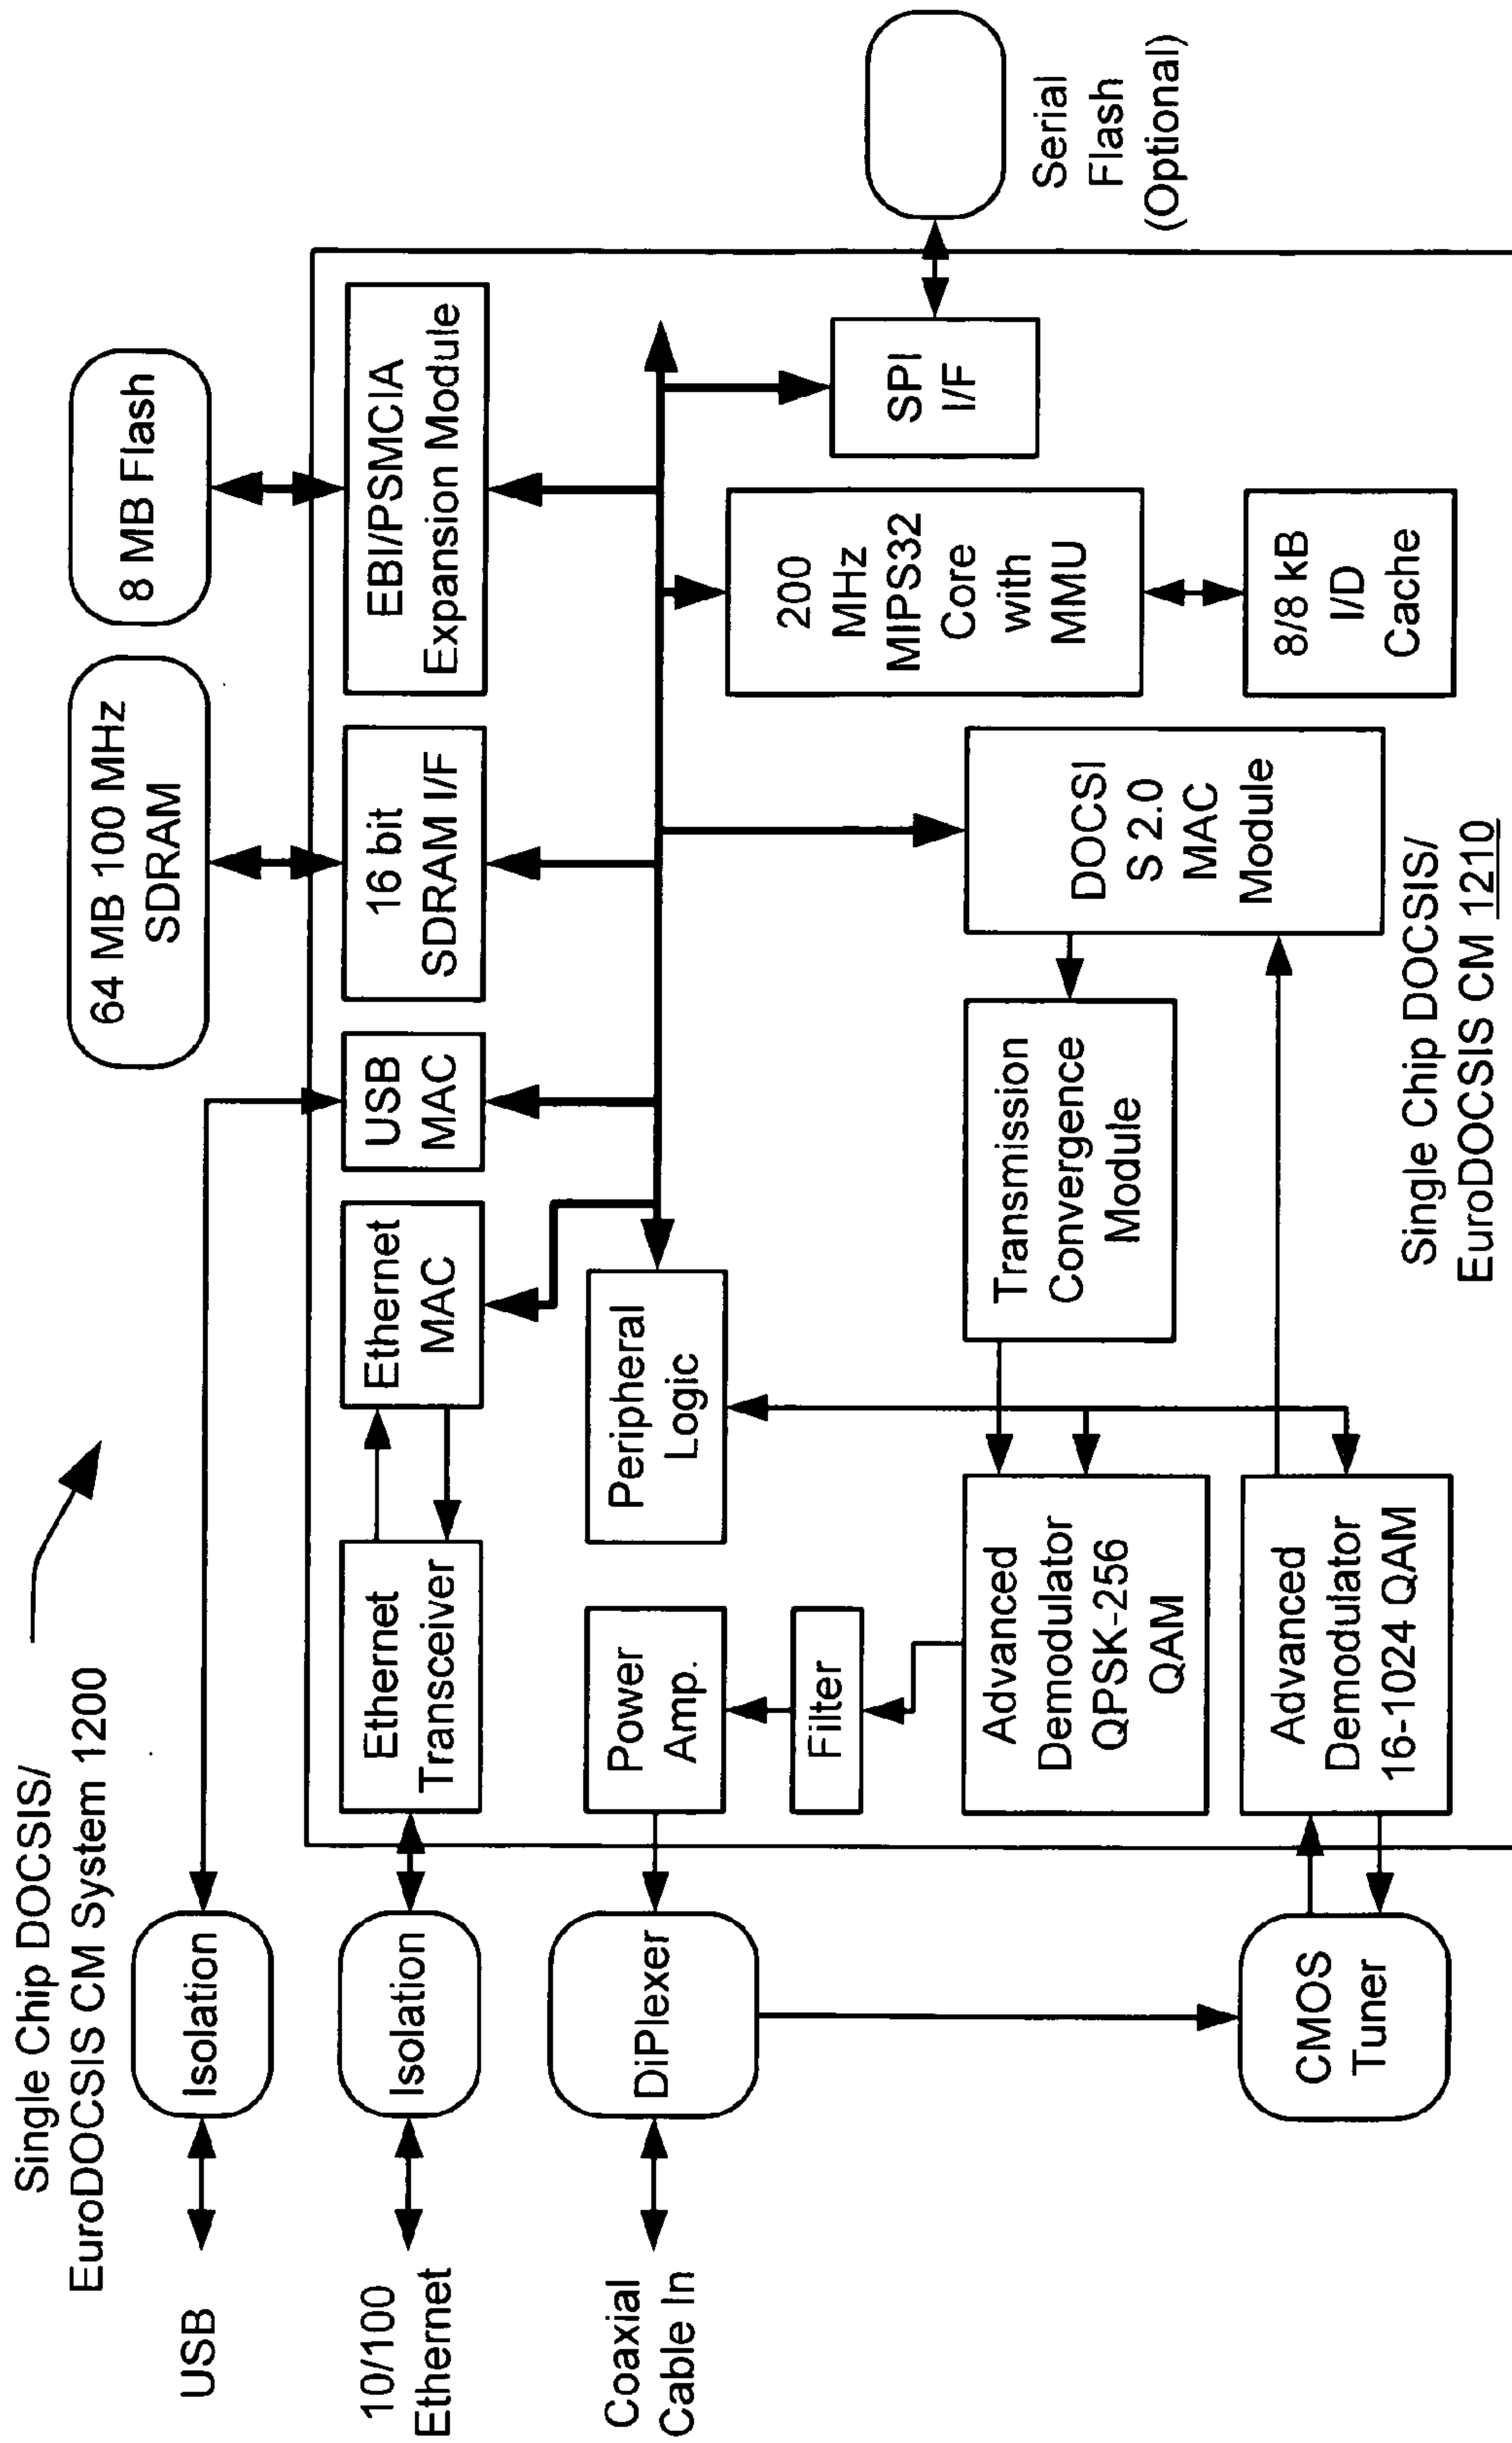 Single Chip DOCSIS/
EuroDOCSIS CM System 1200
64 MB 100 MHz
SDRAM
8 MB Flash
USB
Isolation
10/100
Ethernet
Isolation
Ethernet
Transceiver
Ethernet
MAC
USB
MAC
16 bit
SDRAM I/F
EBI/PSMCIA
Expansion Module
Coaxial
Cable In
DiPlexer
Power
Amp.
Peripheral
Logic
Filter
200
MHz
MIPS32
Core
with
MMU
SPI
I/F
Serial
Flash
(Optional)
Advanced
Demodulator
QPSK-256
QAM
Transmission
Convergence
Module
DOCSI
S 2.0
MAC
Module
8/8 kB
I/D
Cache
CMOS
Tuner
Advanced
Demodulator
16-1024 QAM
Single Chip DOCSIS/
EuroDOCSIS CM 1210